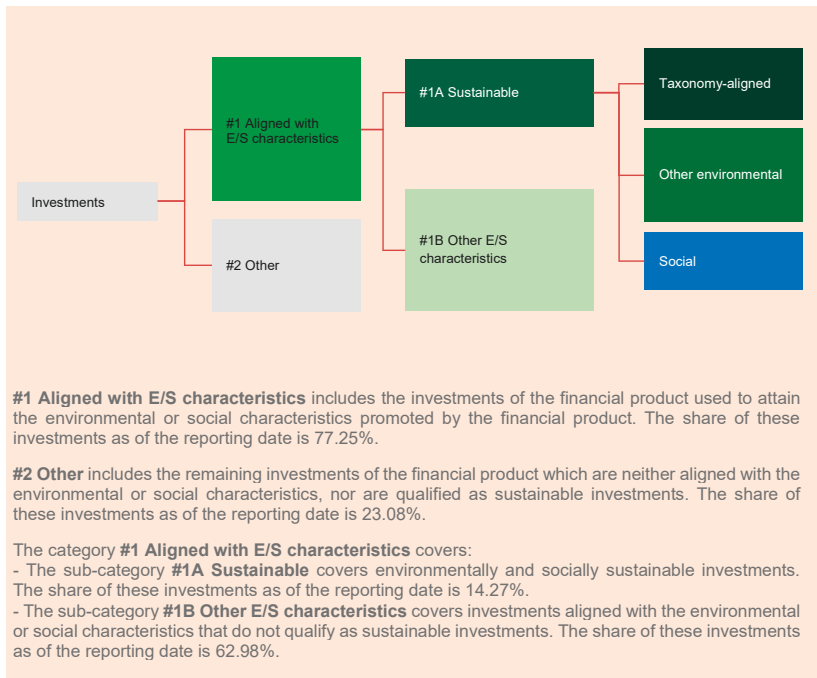 Investments
#1 Aligned with
E/S characteristics
#2 Other
#1A Sustainable
#1B Other E/S
characteristics
Taxonomy-aligned
Other environmental
Social
#1 Aligned with E/S characteristics includes the investments of the financial product used to attain
the environmental or social characteristics promoted by the financial product. The share of these
investments as of the reporting date is 77.25%.
#2 Other includes the remaining investments of the financial product which are neither aligned with the
environmental or social characteristics, nor are qualified as sustainable investments. The share of
these investments as of the reporting date is 23.08%.
The category #1 Aligned with E/S characteristics covers:
- The sub-category #1A Sustainable covers environmentally and socially sustainable investments.
The share of these investments as of the reporting date is 14.27%.
- The sub-category #1B Other E/S characteristics covers investments aligned with the environmental
or social characteristics that do not qualify as sustainable investments. The share of these investments
as of the reporting date is 62.98%.